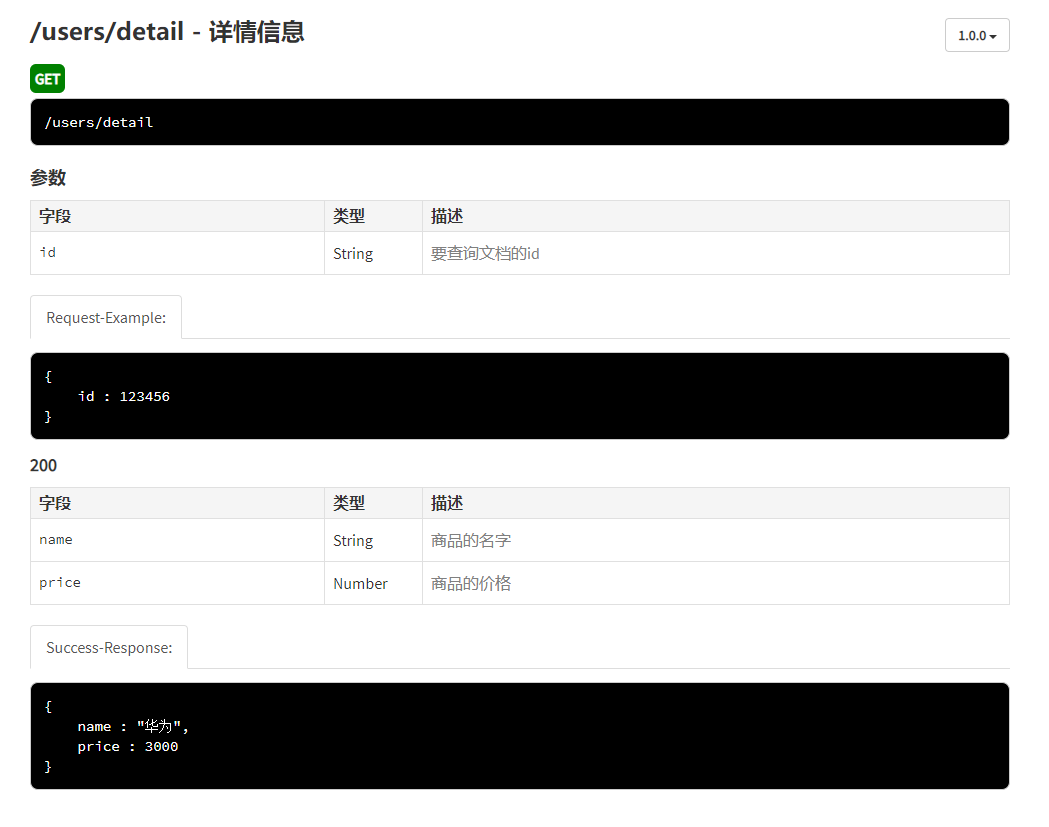 /users/detail - 详情信息
1.0.0
GET
/users/detail
参数
字段 类型 描述
id String 要查询文档的id
Request-Example:
{
id : 123456
}
200
字段 类型 描述
name String 商品的名字
price Number 商品的价格
Success-Response:
{
name : "华为",
price : 3000
}